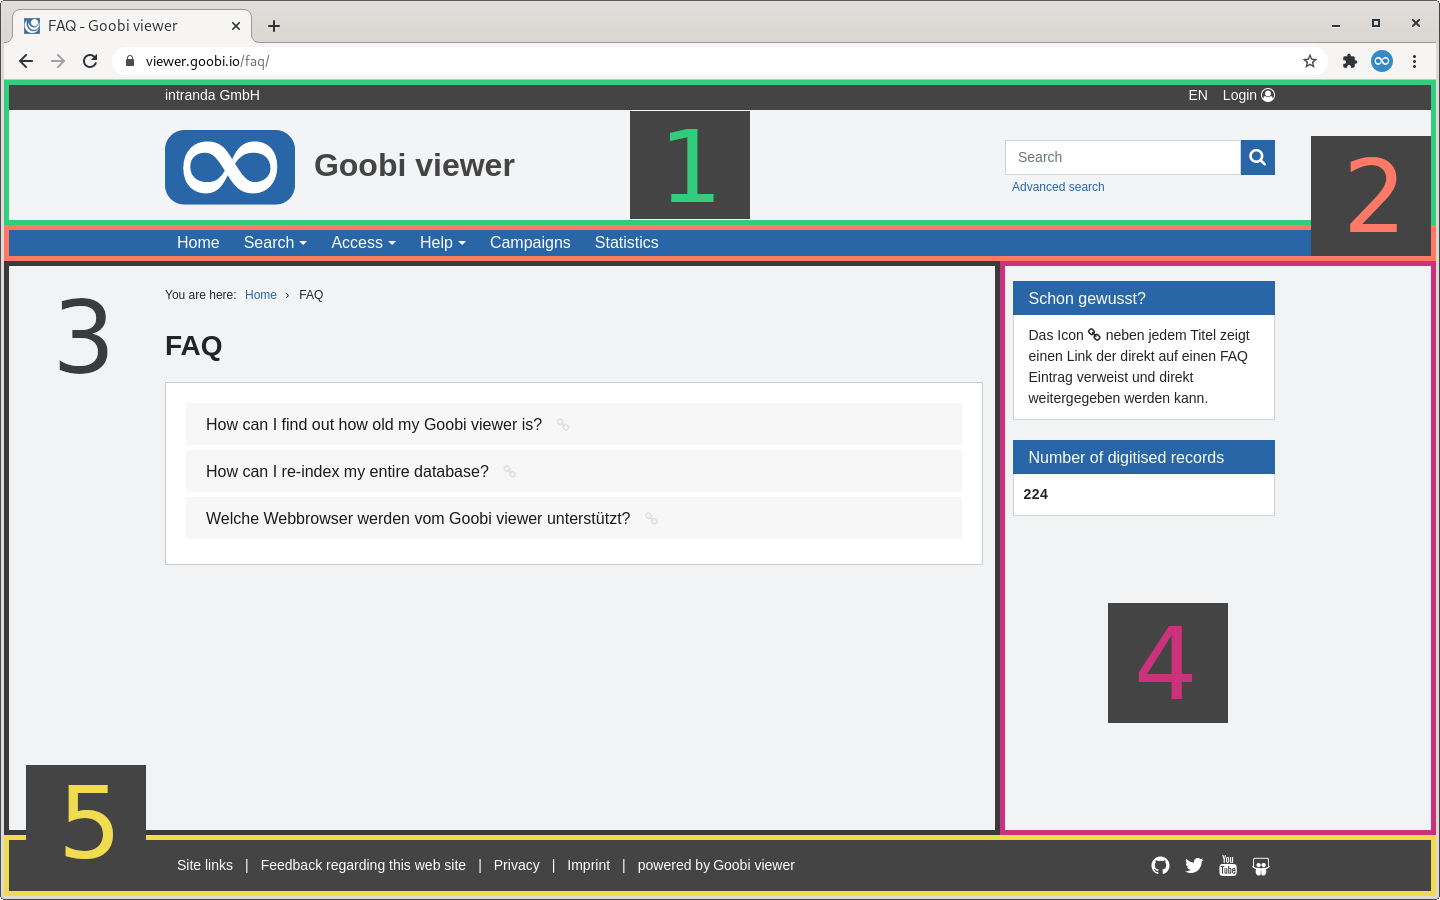 FAQ - Goobi viewer
viewer.goobi.io/faq/
intranda GmbH EN Login
Goobi viewer
1
Search
Advanced search
2
Home Search Access Help Campaigns Statistics
3
You are here: Home › FAQ
FAQ
How can I find out how old my Goobi viewer is?
How can I re-index my entire database?
Welche Webbrowser werden vom Goobi viewer unterstützt?
Schon gewusst?
Das Icon neben jedem Titel zeigt
einen Link der direkt auf einen FAQ
Eintrag verweist und direkt
weitergegeben werden kann.
Number of digitised records
224
4
5
Site links | Feedback regarding this web site | Privacy | Imprint | powered by Goobi viewer
You
Tube